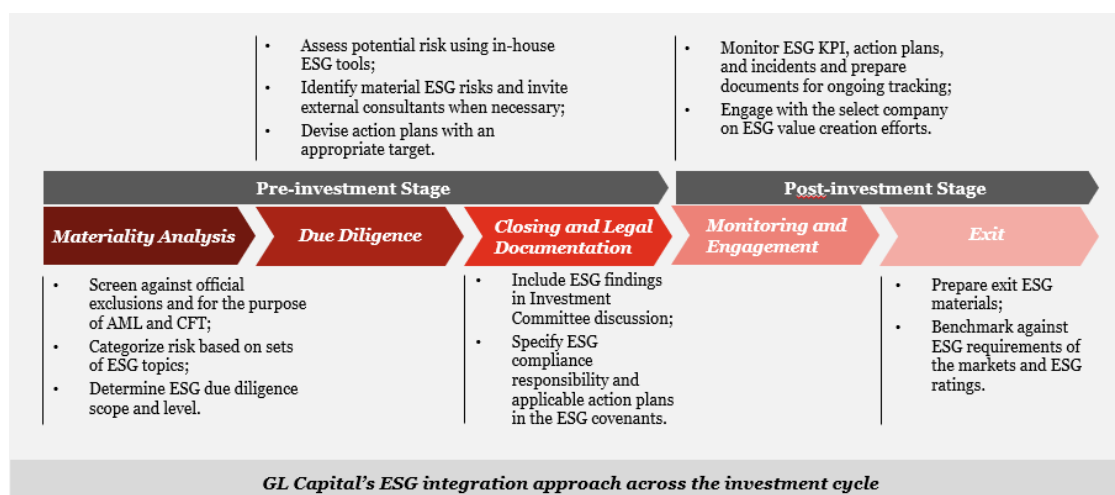 • Assess potential risk using in-house
ESG tools;
• Identify material ESG risks and invite
external consultants when necessary;
• Devise action plans with an
appropriate target.
• Monitor ESG KPI, action plans,
and incidents and prepare
documents for ongoing tracking;
• Engage with the select company
on ESG value creation efforts.
Pre-investment Stage
Post-investment Stage
Materiality Analysis
Due Diligence
Closing and Legal
Documentation
Monitoring and
Engagement
Exit
• Screen against official
exclusions and for the purpose
of AML and CFT;
• Categorize risk based on sets
of ESG topics;
• Determine ESG due diligence
scope and level.
• Include ESG findings
in Investment
Committee discussion;
• Specify ESG
compliance
responsibility and
applicable action plans
in the ESG covenants.
• Prepare exit ESG
materials;
• Benchmark against
ESG requirements of
the markets and ESG
ratings.
GL Capital's ESG integration approach across the investment cycle